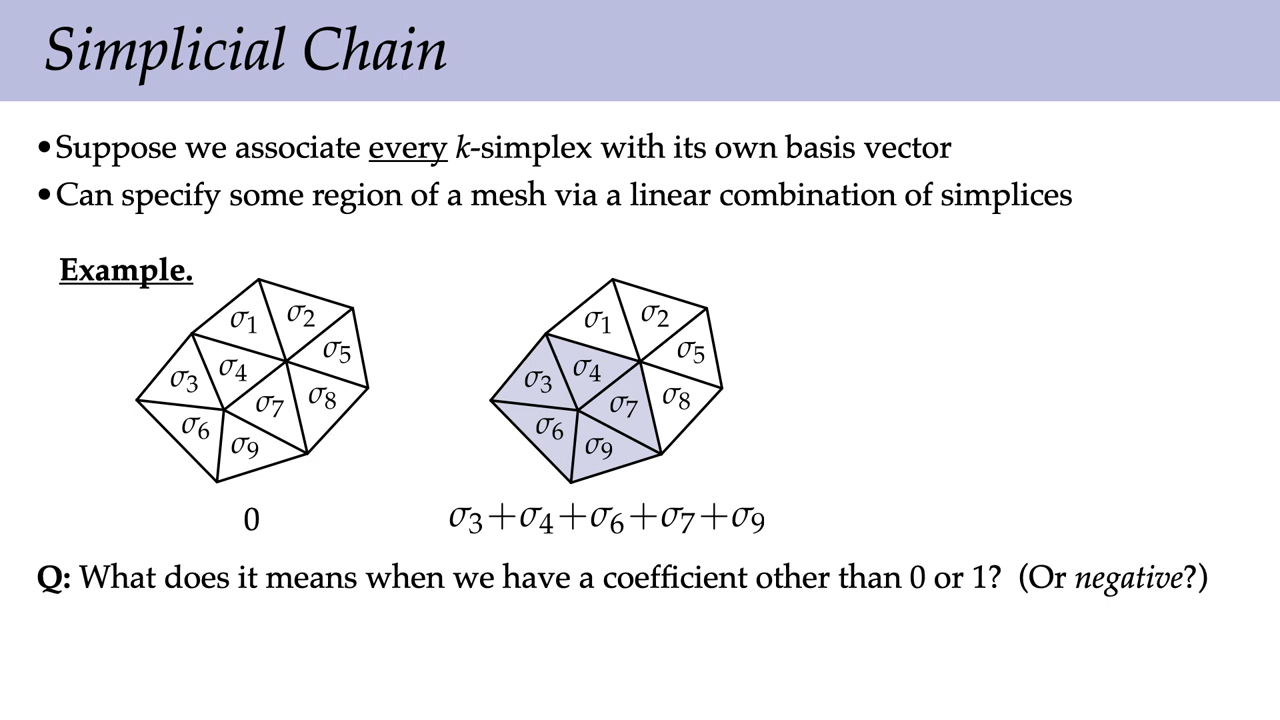 Simplicial Chain
•Suppose we associate every k-simplex with its own basis vector
•Can specify some region of a mesh via a linear combination of simplices
Example.
σ1 σ2 σ3 σ4 σ5 σ6 σ7 σ8 σ9
0
σ1 σ2 σ3 σ4 σ5 σ6 σ7 σ8 σ9
σ3+σ4+σ6+σ7+σ9
Q: What does it means when we have a coefficient other than 0 or 1? (Or negative?)